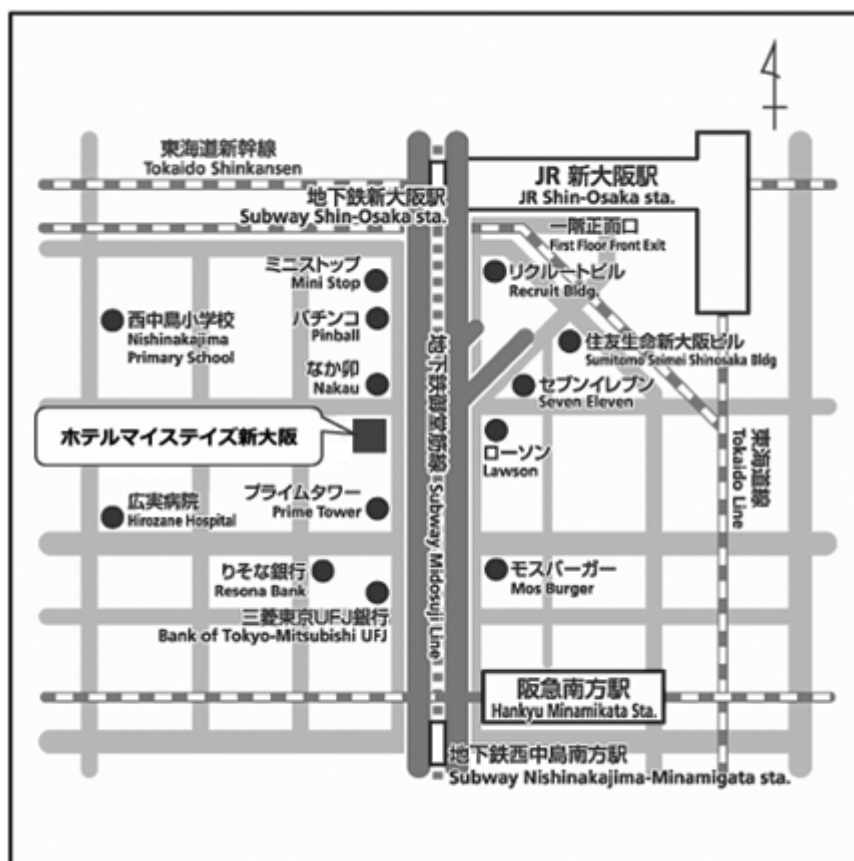 東海道新幹線
Tokaido Shinkansen
地下鉄新大阪駅
Subway Shin-Osaka sta.
JR 新大阪駅
JR Shin-Osaka sta.
一階正面口
First Floor Front Exit
ミニストップ
Mini Stop
リクルートビル
Recruit Bldg.
西中島小学校
Nishinakajima
Primary School
パチンコ
Pinball
住友生命新大阪ビル
Sumitomo Seimei Shinosaka Bldg
なか卯
Nakau
セブンイレブン
Seven Eleven
ホテルマイステイズ新大阪
地下鉄御堂筋線 Subway Midosuji Line
ローソン
Lawson
東海道線
Tokaido Line
広実病院
Hirozane Hospital
プライムタワー
Prime Tower
りそな銀行
Resona Bank
モスバーガー
Mos Burger
三菱東京UFJ銀行
Bank of Tokyo-Mitsubishi UFJ
阪急南方駅
Hankyu Minamikata Sta.
地下鉄西中島南方駅
Subway Nishinakajima-Minamigata sta.